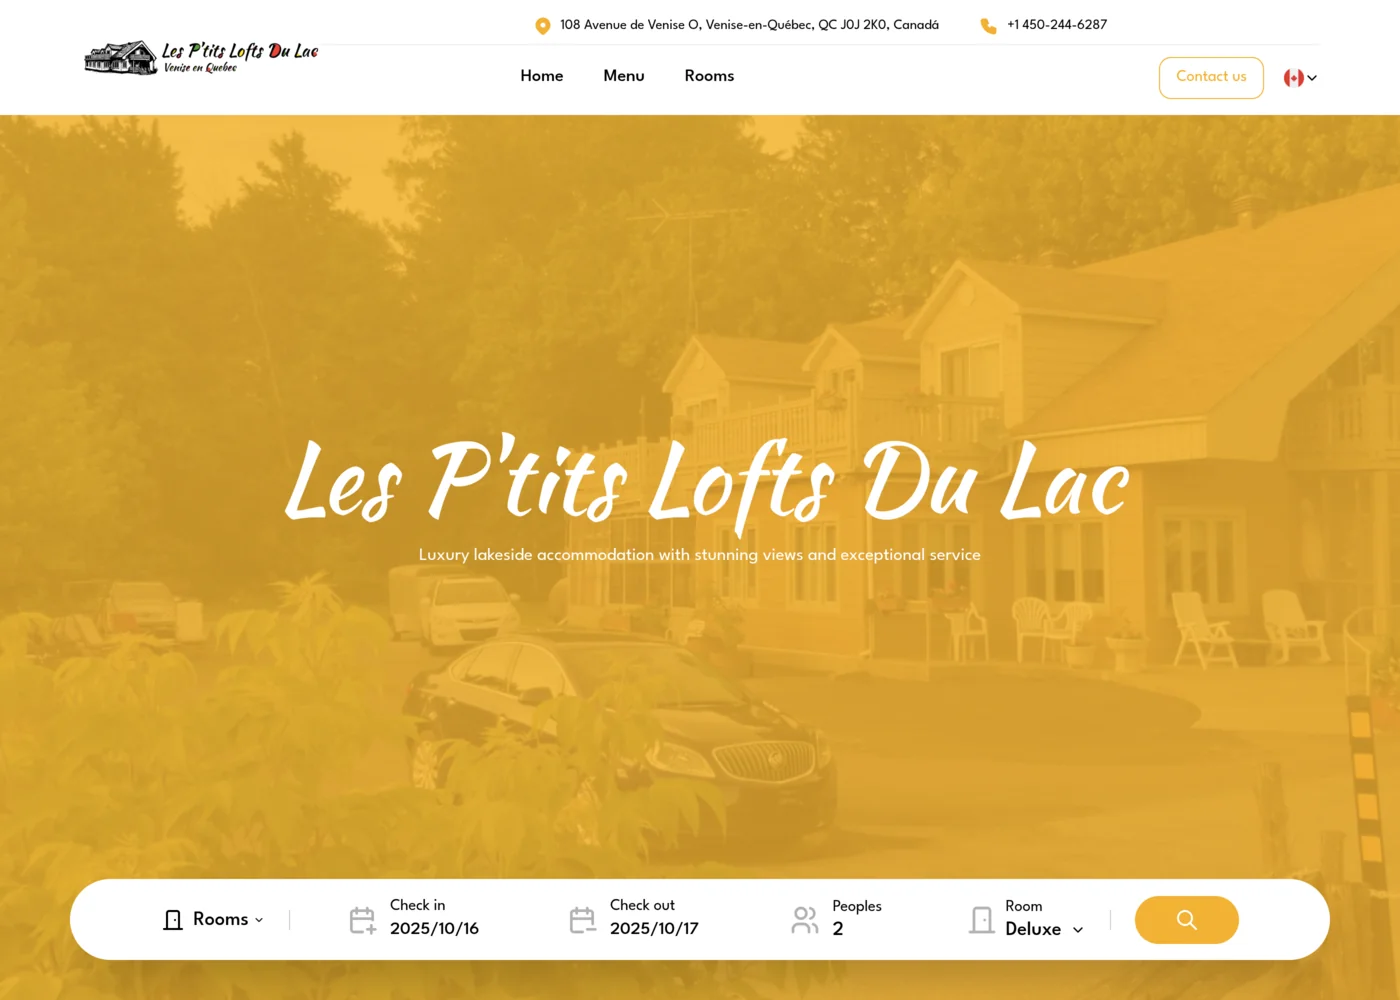 108 Avenue de Venise O, Venise-en-Québec, QC J0J 2K0, Canadá
+1 450-244-6287
Les P'tits Lofts Du Lac
Venise en Quebec
Home
Menu
Rooms
Contact us
Les P'tits Lofts Du Lac
Luxury lakeside accommodation with stunning views and exceptional service
Rooms
Check in
2025/10/16
Check out
2025/10/17
Peoples
2
Room
Deluxe